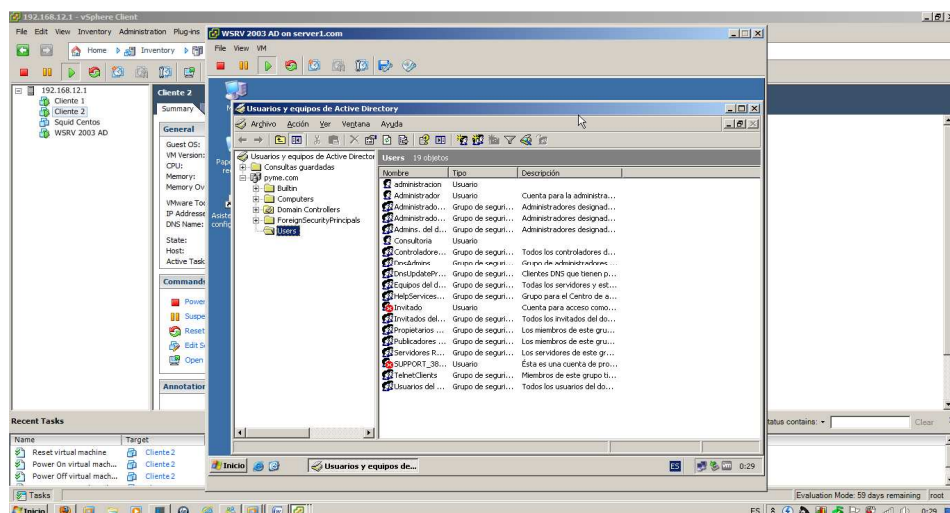 192.168.12.1 - vSphere Client
File Edit View Inventory Administration Plug-ins
Home
Inventory
192.168.12.1
Cliente 1
Cliente 2
Squid Centos
WSRV 2003 AD
Cliente 2
Summary
General
Guest OS:
VM Version:
CPU:
Memory:
Memory Ov
VMware Too
IP Addresse
DNS Name:
State:
Host:
Active Task
Commands
Power
Suspe
Reset
Edit S
Open
Annotation
WSRV 2003 AD on server1.com
File View VM
Usuarios y equipos de Active Directory
Archivo Acción Ver Ventana Ayuda
Usuarios y equipos de Active Director
Consultas guardadas
pyme.com
Builtin
Computers
Domain Controllers
ForeignSecurityPrincipals
Users
Users 19 objetos
Nombre Tipo Descripción
administracion Usuario
Administrador Usuario Cuenta para la administra...
Administrado... Grupo de seguri... Administradores designad...
Administrado... Grupo de seguri... Administradores designad...
Admins. del d... Grupo de seguri... Administradores designad...
Consultoria Usuario
Controladore... Grupo de seguri... Todos los controladores d...
DnsAdmins Grupo de seguri... Grupo de administradores ...
DnsUpdatePr... Grupo de seguri... Clientes DNS que tienen p...
Equipos del d... Grupo de seguri... Todas los servidores y est...
HelpServices... Grupo de seguri... Grupo para el Centro de a...
Invitado Usuario Cuenta para acceso como...
Invitados del... Grupo de seguri... Todos los invitados del do...
Propietarios ... Grupo de seguri... Los miembros de este gru...
Publicadores ... Grupo de seguri... Los miembros de este gru...
Servidores R... Grupo de seguri... Los servidores de este gr...
SUPPORT_38... Usuario Ésta es una cuenta de pro...
TelnetClients Grupo de seguri... Miembros de este grupo ti...
Usuarios del ... Grupo de seguri... Todos los usuarios del do...
Inicio
Usuarios y equipos de...
ES
0:29
Recent Tasks
tatus contains:
Clear
Name Target
Reset virtual machine Cliente 2
Power On virtual mach... Cliente 2
Power Off virtual mach... Cliente 2
Tasks
Evaluation Mode: 59 days remaining root
Inicio
ES
0:29